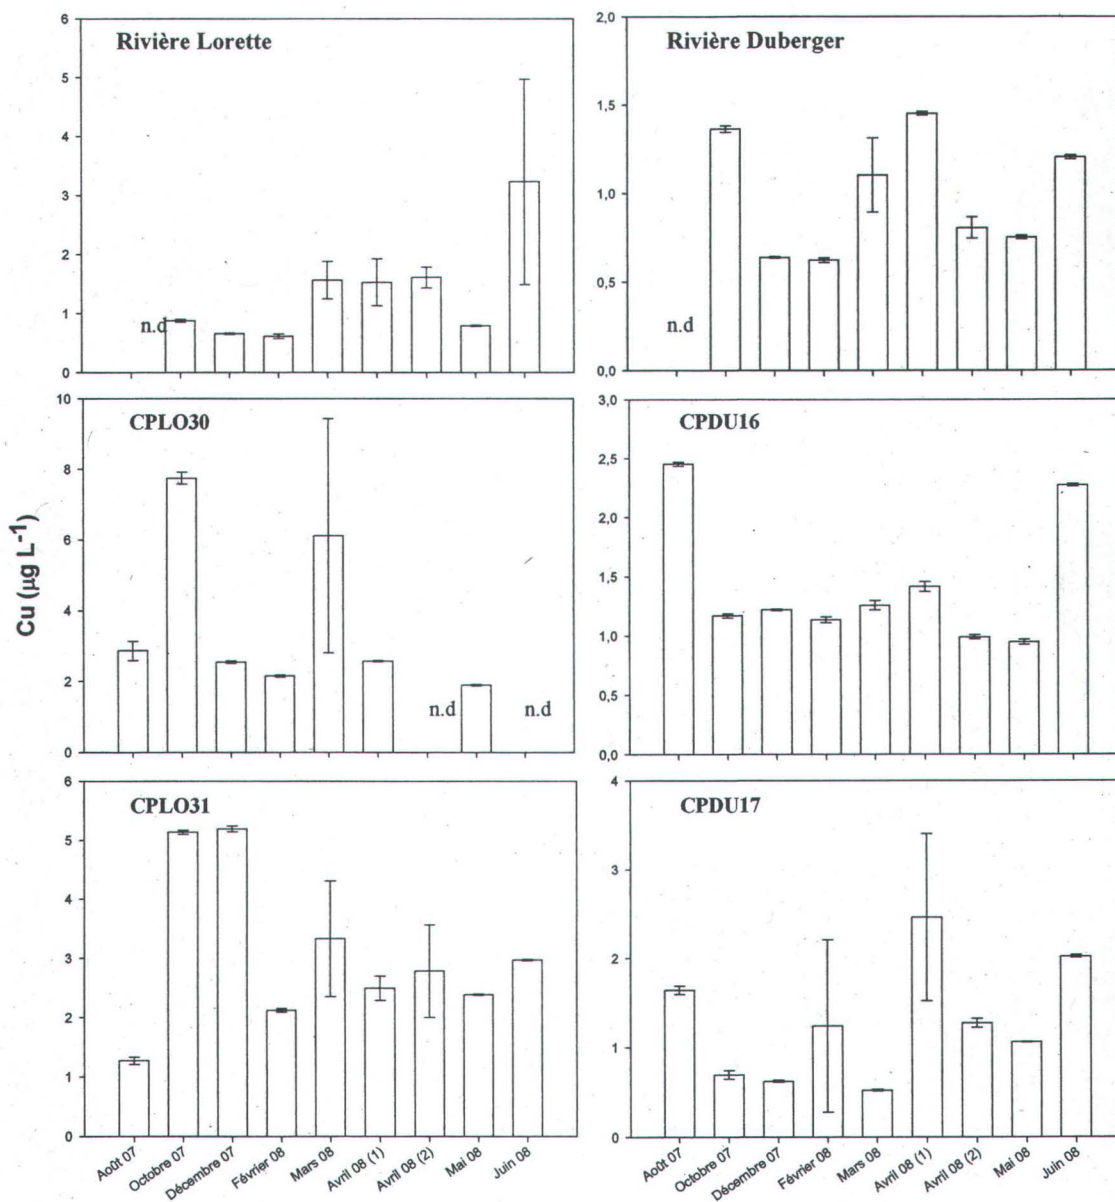 Rivière Lorette
6
5
4
3
2
1
0
n.d
Rivière Duberger
2,0
1,5
1,0
0,5
0,0
n.d
CPLO30
10
8
6
4
2
0
n.d
n.d
CPDU16
3,0
2,5
2,0
1,5
1,0
0,5
0,0
Cu (µg L-1)
CPLO31
6
5
4
3
2
1
0
Août 07
Octobre 07
Décembre 07
Février 08
Mars 08
Avril 08 (1)
Avril 08 (2)
Mai 08
Juin 08
CPDU17
4
3
2
1
0
Août 07
Octobre 07
Décembre 07
Février 08
Mars 08
Avril 08 (1)
Avril 08 (2)
Mai 08
Juin 08